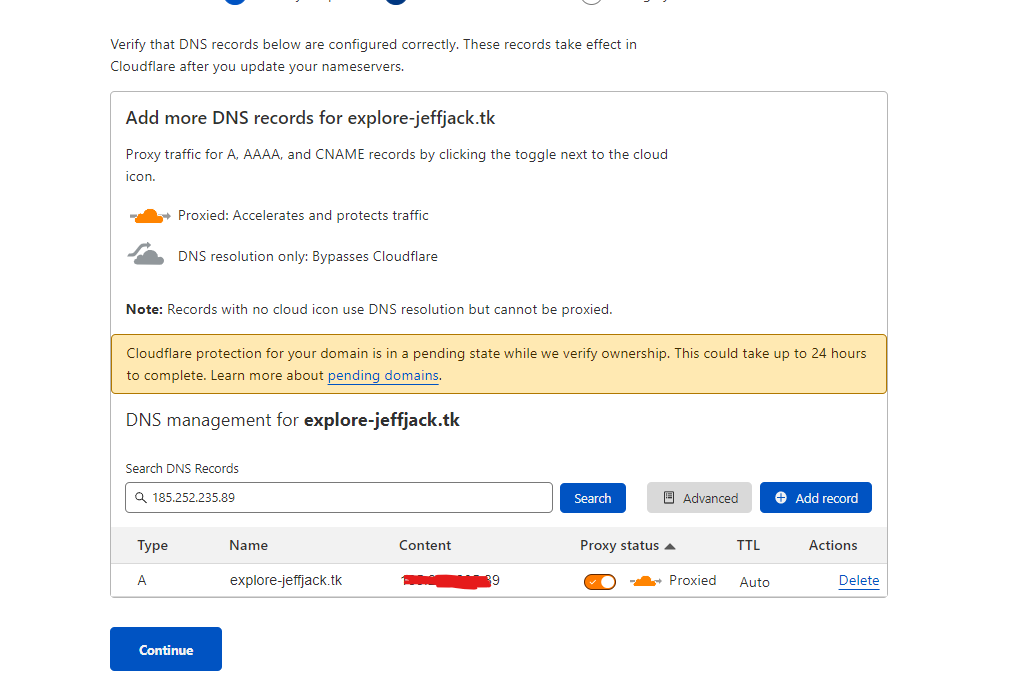 Verify that DNS records below are configured correctly. These records take effect in
Cloudflare after you update your nameservers.
Add more DNS records for explore-jeffjack.tk
Proxy traffic for A, AAAA, and CNAME records by clicking the toggle next to the cloud
icon.
Proxied: Accelerates and protects traffic
DNS resolution only: Bypasses Cloudflare
Note: Records with no cloud icon use DNS resolution but cannot be proxied.
Cloudflare protection for your domain is in a pending state while we verify ownership. This could take up to 24 hours
to complete. Learn more about pending domains.
DNS management for explore-jeffjack.tk
Search DNS Records
185.252.235.89 Search Advanced Add record
Type Name Content Proxy status TTL Actions
A explore-jeffjack.tk Proxied Auto Delete
Continue